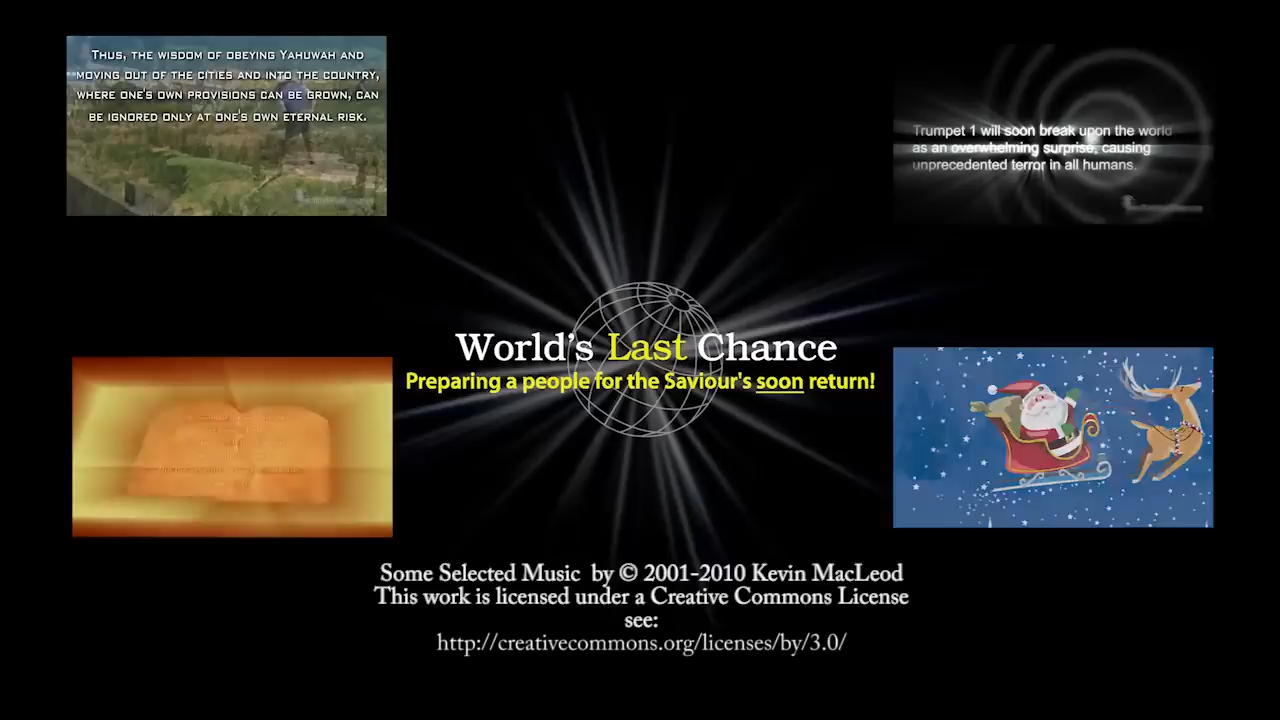 Thus, the wisdom of obeying Yahuwah and
moving out of the cities and into the country,
where one's own provisions can be grown, can
be ignored only at one's own eternal risk.
Trumpet 1 will soon break upon the world
as an overwhelming surprise, causing
unprecedented terror in all humans.
World's Last Chance
Preparing a people for the Saviour's soon return!
Some Selected Music by © 2001-2010 Kevin MacLeod
This work is licensed under a Creative Commons License
see:
http://creativecommons.org/licenses/by/3.0/